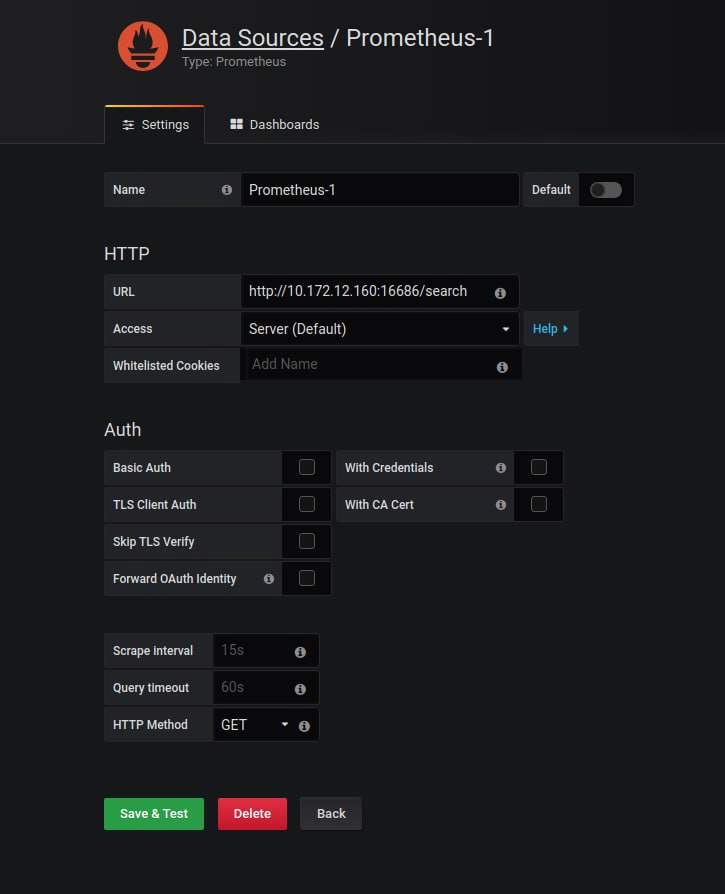 Data Sources / Prometheus-1
Type: Prometheus
Settings
Dashboards
Name
Prometheus-1
Default
HTTP
URL
http://10.172.12.160:16686/search
Access
Server (Default)
Help
Whitelisted Cookies
Add Name
Auth
Basic Auth
With Credentials
TLS Client Auth
With CA Cert
Skip TLS Verify
Forward OAuth Identity
Scrape interval
15s
Query timeout
60s
HTTP Method
GET
Save & Test
Delete
Back